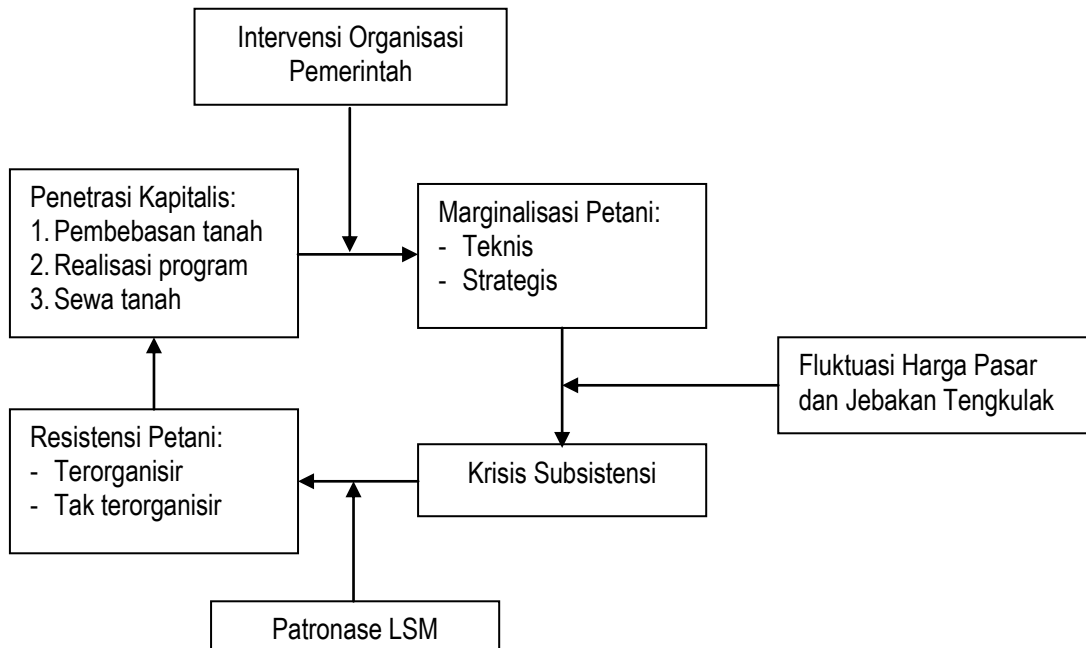 Intervensi Organisasi
Pemerintah
Penetrasi Kapitalis:
1. Pembebasan tanah
2. Realisasi program
3. Sewa tanah
Marginalisasi Petani:
- Teknis
- Strategis
Fluktuasi Harga Pasar
dan Jebakan Tengkulak
Resistensi Petani:
- Terorganisir
- Tak terorganisir
Krisis Subsistensi
Patronase LSM